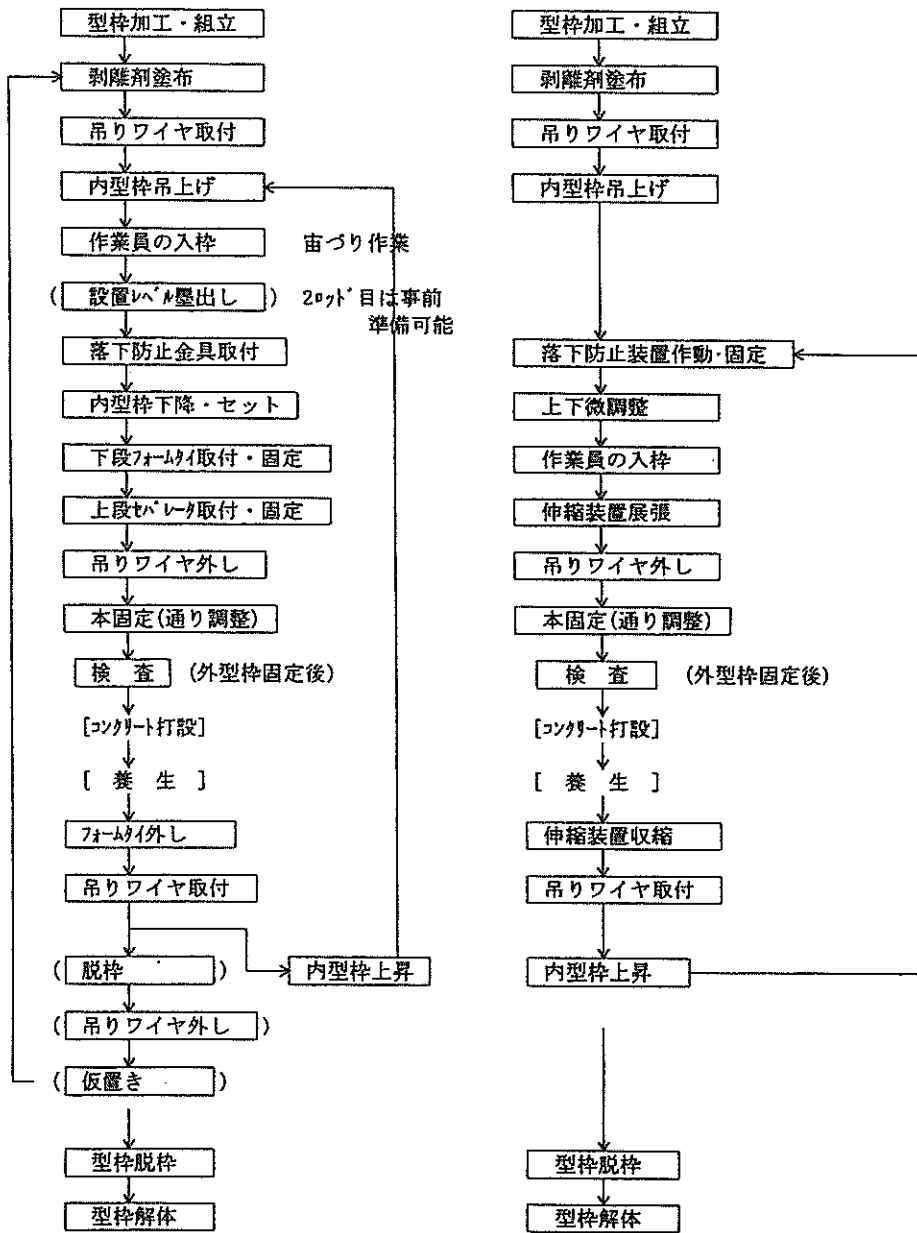 型枠加工・組立
剥離剤塗布
吊りワイヤ取付
内型枠吊上げ
作業員の入枠 宙づり作業
( 設置ﾚﾍﾞﾙ墨出し ) 2ﾛｯﾄﾞ目は事前
準備可能
落下防止金具取付
内型枠下降・セット
下段ﾌｫｰﾑﾀｲ取付・固定
上段ｾﾊﾟﾚｰﾀ取付・固定
吊りワイヤ外し
本固定(通り調整)
検 査 (外型枠固定後)
[ｺﾝｸﾘｰﾄ打設]
[ 養 生 ]
ﾌｫｰﾑﾀｲ外し
吊りワイヤ取付
( 脱枠 ) 内型枠上昇
( 吊りワイヤ外し )
( 仮置き )
型枠脱枠
型枠解体
型枠加工・組立
剥離剤塗布
吊りワイヤ取付
内型枠吊上げ
落下防止装置作動・固定
上下微調整
作業員の入枠
伸縮装置展張
吊りワイヤ外し
本固定(通り調整)
検 査 (外型枠固定後)
[ｺﾝｸﾘｰﾄ打設]
[ 養 生 ]
伸縮装置収縮
吊りワイヤ取付
内型枠上昇
型枠脱枠
型枠解体